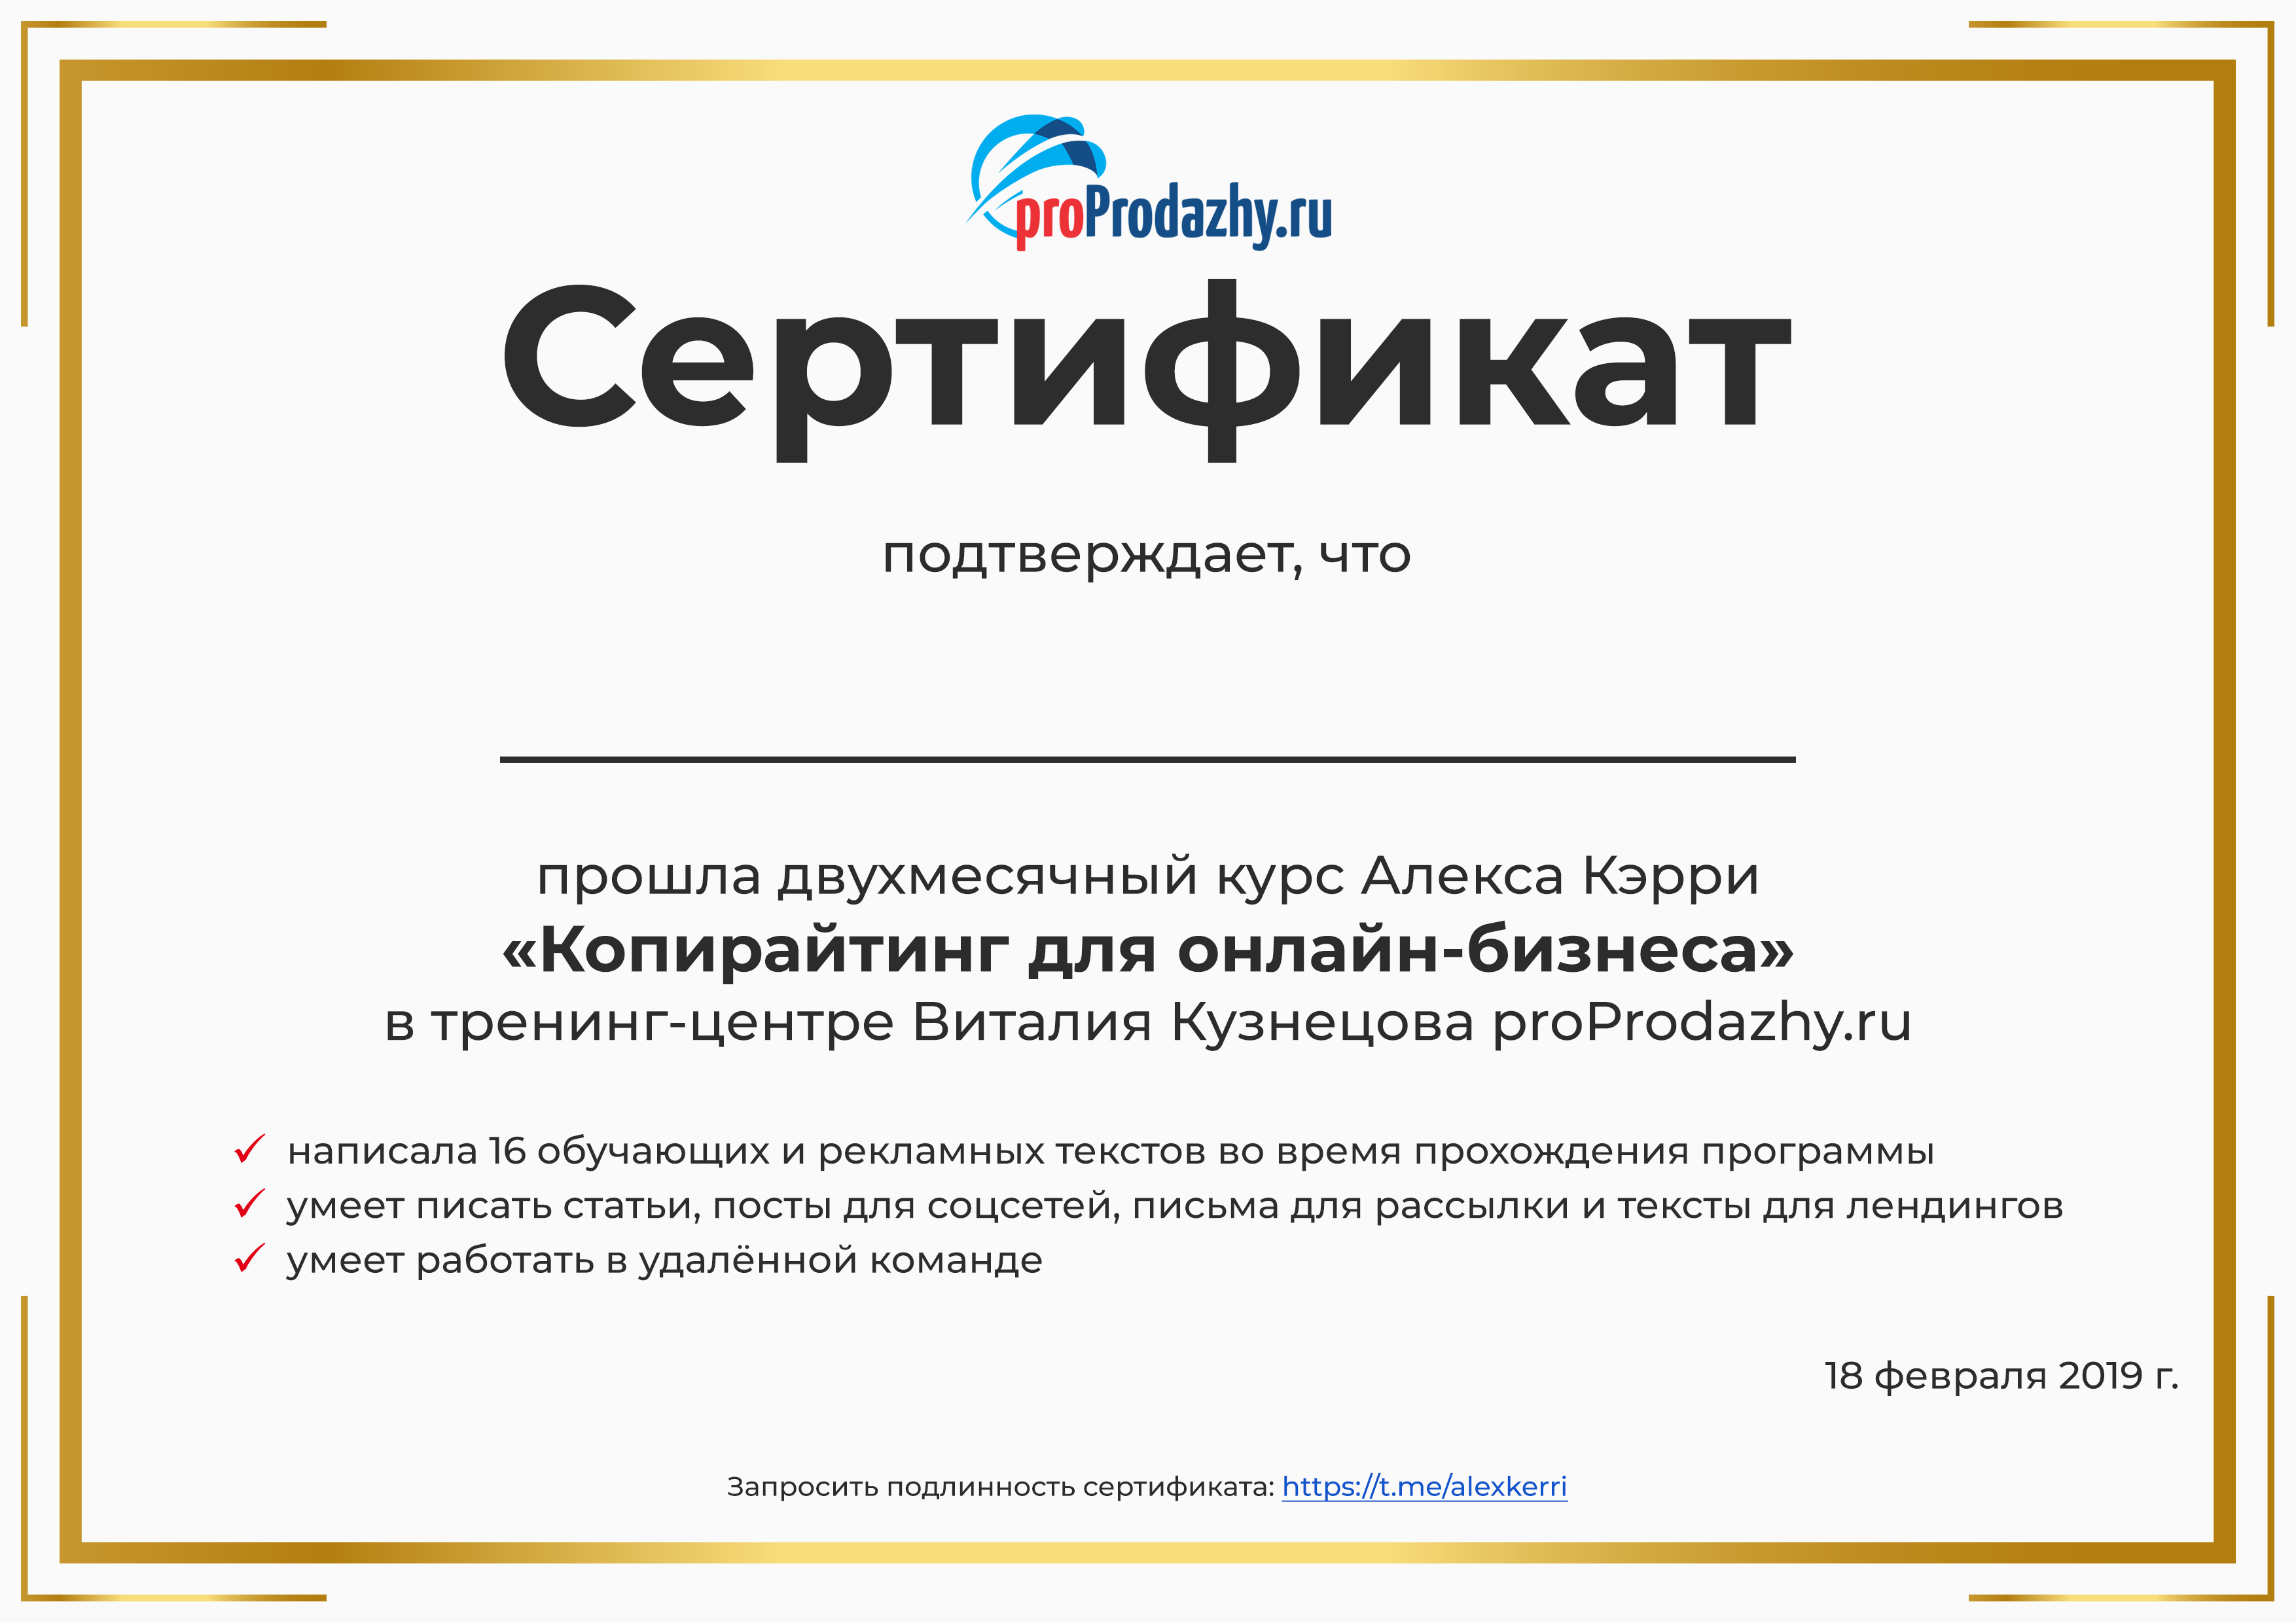 proProdazhy.ru
Сертификат
подтверждает, что
прошла двухмесячный курс Алекса Кэрри
«Копирайтинг для онлайн-бизнеса»
в тренинг-центре Виталия Кузнецова proProdazhy.ru
написала 16 обучающих и рекламных текстов во время прохождения программы
умеет писать статьи, посты для соцсетей, письма для рассылки и тексты для лендингов
умеет работать в удалённой команде
18 февраля 2019 г.
Запросить подлинность сертификата: https://t.me/alexkerri